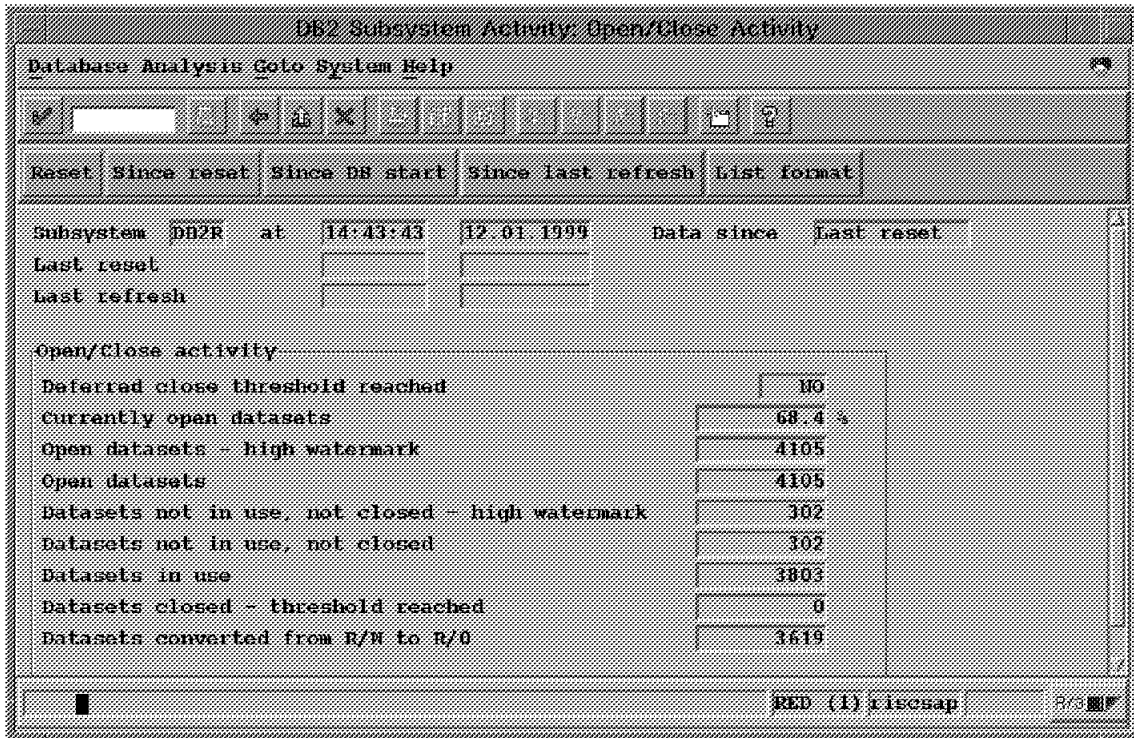 DB2 Subsystem Activity: Open/Close Activity
Database Analysis Goto System Help
Reset Since reset Since DB start Since last refresh List format
Subsystem DB2R at 14:43:43 12.01.1999 Data since Last reset
Last reset
Last refresh
Open/Close activity
Deferred close threshold reached NO
Currently open datasets 68.4 %
Open datasets - high watermark 4105
Open datasets 4105
Datasets not in use, not closed - high watermark 302
Datasets not in use, not closed 302
Datasets in use 3803
Datasets closed - threshold reached 0
Datasets converted from R/W to R/O 3619
RED (1) riscsap R/3